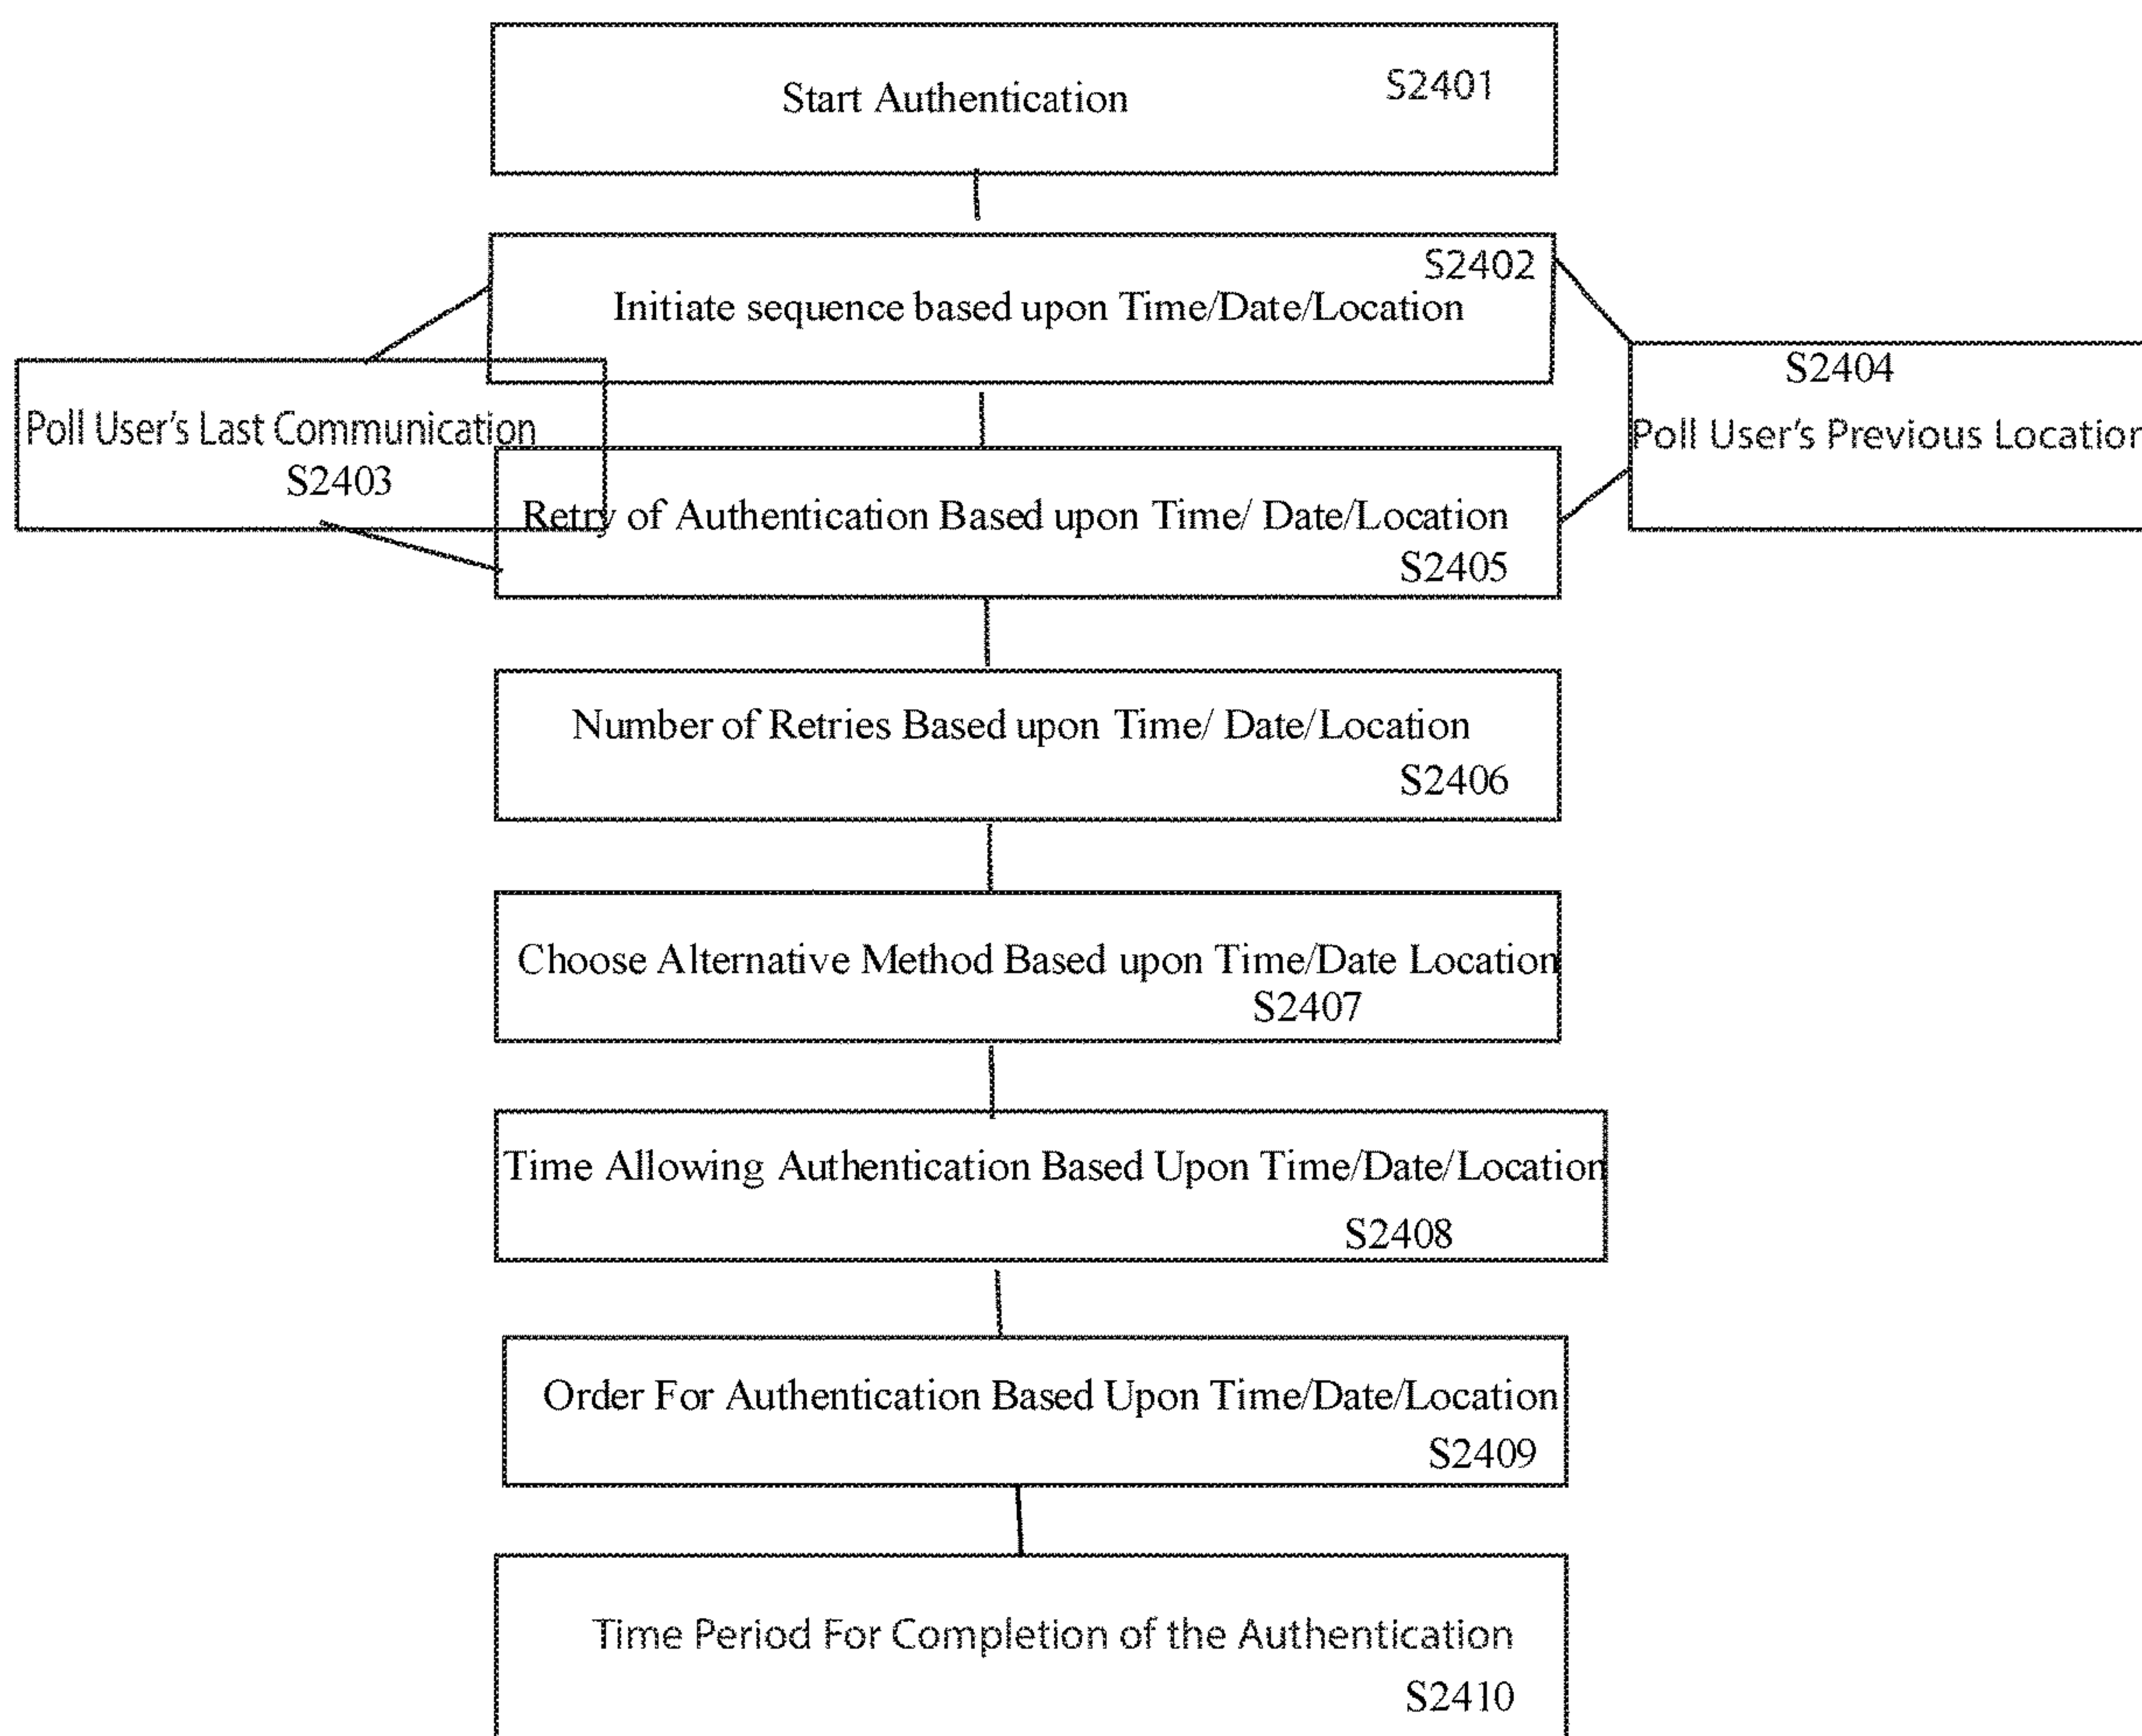 Start Authentication S2401
S2402
Initiate sequence based upon Time/Date/Location
Poll User's Last Communication
S2403
S2404
Poll User's Previous Location
Retry of Authentication Based upon Time/ Date/Location
S2405
Number of Retries Based upon Time/ Date/Location
S2406
Choose Alternative Method Based upon Time/Date Location
S2407
Time Allowing Authentication Based Upon Time/Date/Location
S2408
Order For Authentication Based Upon Time/Date/Location
S2409
Time Period For Completion of the Authentication
S2410